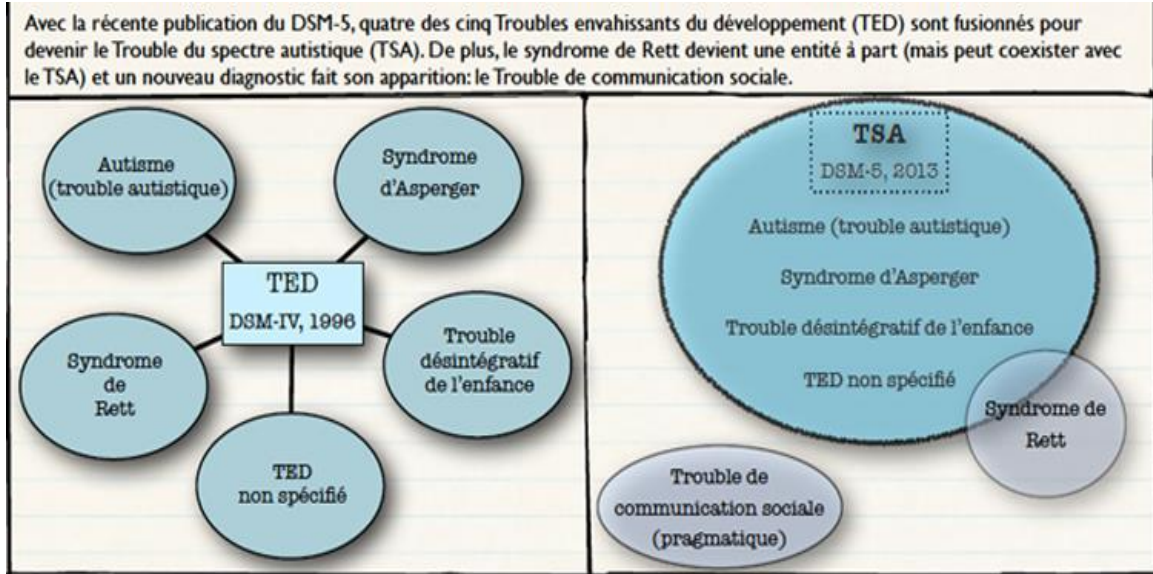 Avec la récente publication du DSM-5, quatre des cinq Troubles envahissants du développement (TED) sont fusionnés pour
devenir le Trouble du spectre autistique (TSA). De plus, le syndrome de Rett devient une entité à part (mais peut coexister avec
le TSA) et un nouveau diagnostic fait son apparition: le Trouble de communication sociale.
Autisme
(trouble autistique)
Syndrome
d'Asperger
TED
DSM-IV, 1996
Syndrome
de
Rett
Trouble
désintégratif
de l'enfance
TED
non spécifié
TSA
DSM-5, 2013
Autisme (trouble autistique)
Syndrome d'Asperger
Trouble désintégratif de l'enfance
TED non spécifié
Syndrome de
Rett
Trouble de
communication sociale
(pragmatique)